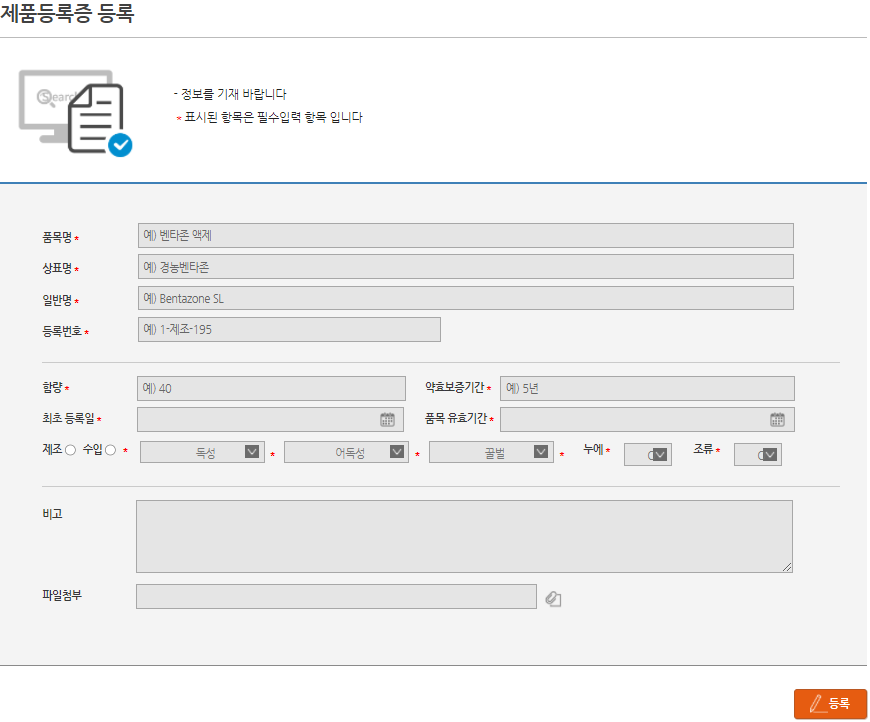 제품등록증 등록
Search
- 정보를 기재 바랍니다
* 표시된 항목은 필수입력 항목 입니다
품목명 * 예) 벤타존 액제
상표명 * 예) 경농벤타존
일반명 * 예) Bentazone SL
등록번호 * 예) 1-제조-195
함량 * 예) 40 약효보증기간 * 예) 5년
최초 등록일 * 품목 유효기간 *
제조 수입 * 독성 * 어독성 * 꿀벌 * 누에 * 조류 *
비고
파일첨부
등록